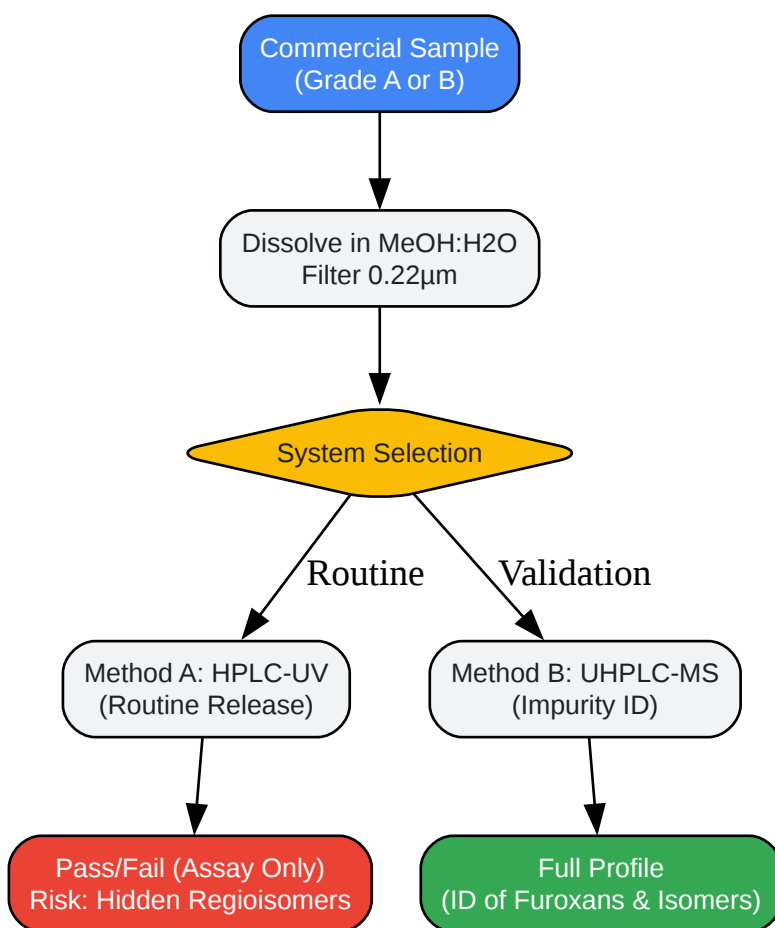 Commercial Sample
(Grade A or B)
Dissolve in MeOH:H2O
Filter 0.22µm
System Selection
Routine
Validation
Method A: HPLC-UV
(Routine Release)
Method B: UHPLC-MS
(Impurity ID)
Pass/Fail (Assay Only)
Risk: Hidden Regioisomers
Full Profile
(ID of Furoxans & Isomers)